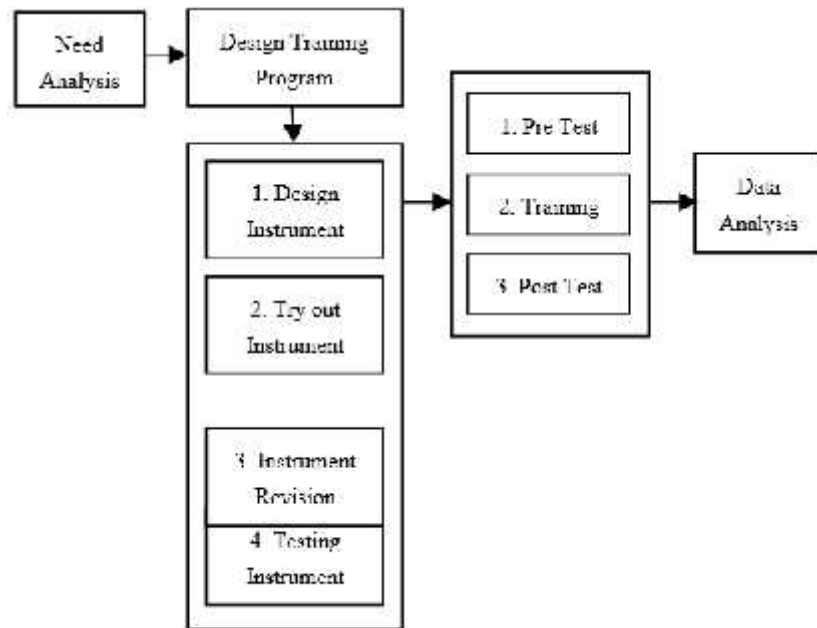 Need
Analysis
Design Training
Program
1. Design
Instrument
2. Try out
Instrument
3. Instrument
Revision
4. Testing
Instrument
1. Pre Test
2. Training
3. Post Test
Data
Analysis